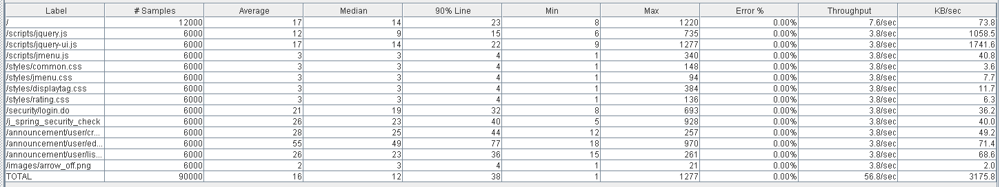 Label # Samples Average Median 90% Line Min Max Error % Throughput KB/sec
/ 12000 17 14 23 8 1220 0.00% 7.6/sec 73.8
/scripts/jquery.js 6000 12 9 15 6 735 0.00% 3.8/sec 1058.5
/scripts/jquery-ui.js 6000 17 14 22 9 1277 0.00% 3.8/sec 1741.6
/scripts/jmenu.js 6000 3 3 4 1 340 0.00% 3.8/sec 40.8
/styles/common.css 6000 3 3 4 1 148 0.00% 3.8/sec 3.6
/styles/jmenu.css 6000 3 3 4 1 94 0.00% 3.8/sec 7.7
/styles/displaytag.css 6000 3 3 4 1 384 0.00% 3.8/sec 11.7
/styles/rating.css 6000 3 3 4 1 136 0.00% 3.8/sec 6.3
/security/login.do 6000 21 19 32 8 693 0.00% 3.8/sec 36.2
/j_spring_security_check 6000 26 23 40 5 928 0.00% 3.8/sec 40.0
/announcement/user/cr... 6000 28 25 44 12 257 0.00% 3.8/sec 49.2
/announcement/user/ed... 6000 55 49 77 18 970 0.00% 3.8/sec 71.4
/announcement/user/lis... 6000 26 23 36 15 261 0.00% 3.8/sec 68.6
/images/arrow_off.png 6000 2 3 4 1 21 0.00% 3.8/sec 2.0
TOTAL 90000 16 12 38 1 1277 0.00% 56.8/sec 3175.8